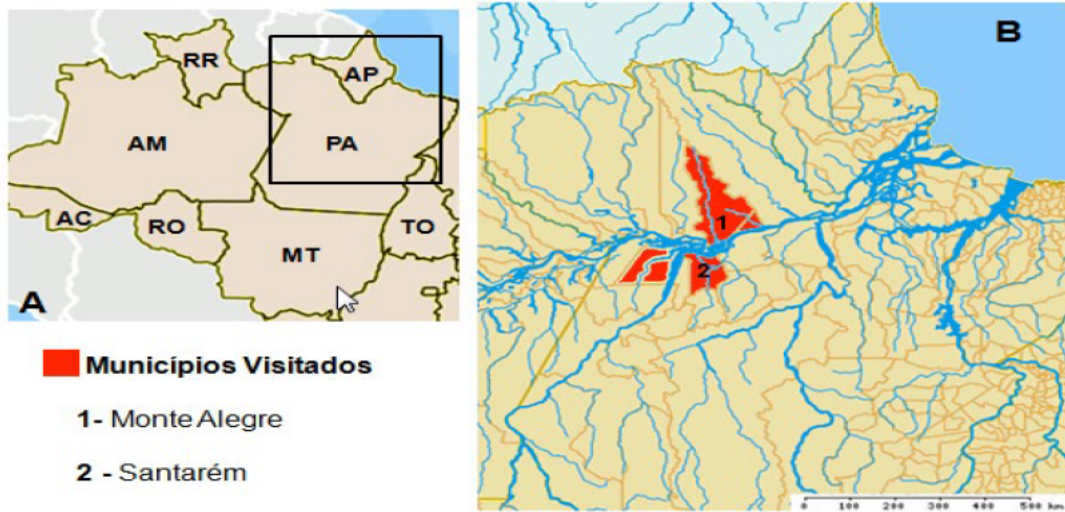 RR
AP
AM
PA
AC
RO
MT
TO
A
Municípios Visitados
1- Monte Alegre
2 - Santarém
B
1
2
0 100 200 300 400 500 km